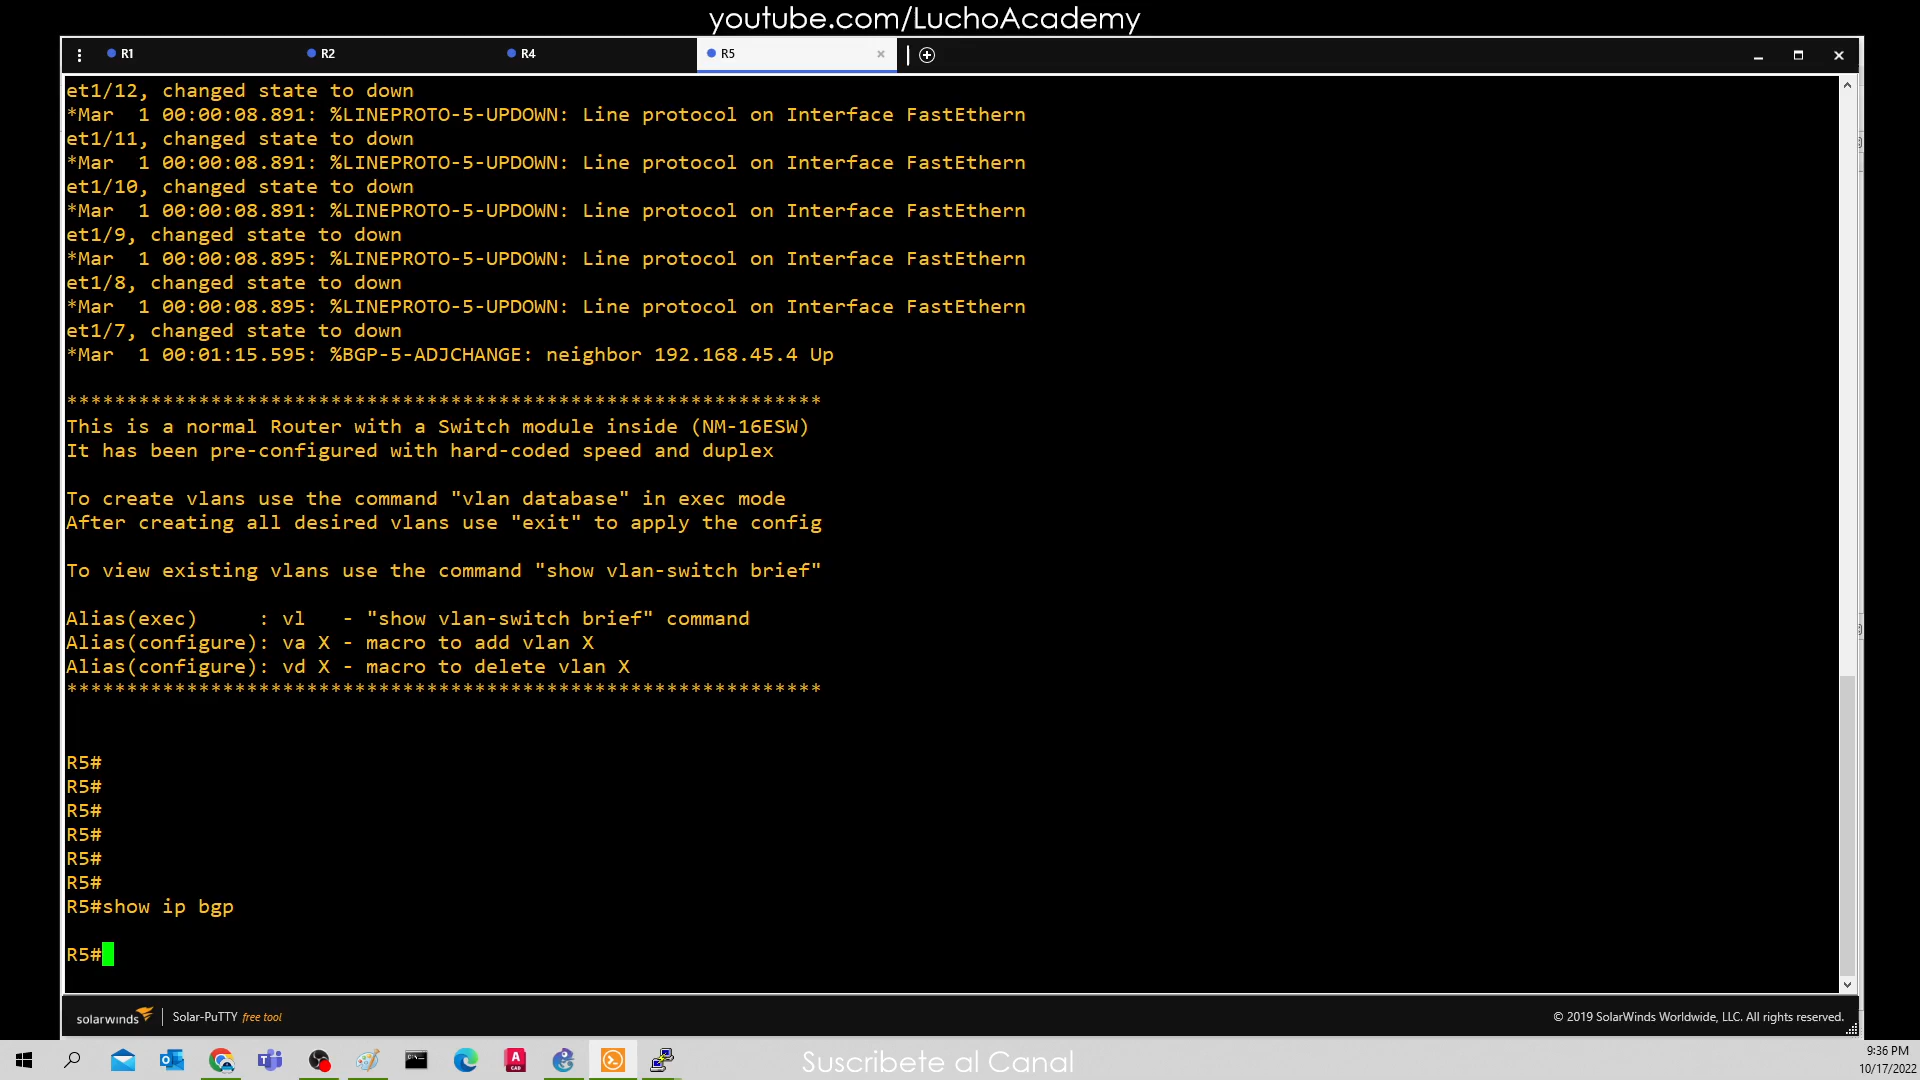 youtube.com/LuchoAcademy
R1 R2 R4 R5
et1/12, changed state to down
*Mar  1 00:00:08.891: %LINEPROTO-5-UPDOWN: Line protocol on Interface FastEthern
et1/11, changed state to down
*Mar  1 00:00:08.891: %LINEPROTO-5-UPDOWN: Line protocol on Interface FastEthern
et1/10, changed state to down
*Mar  1 00:00:08.891: %LINEPROTO-5-UPDOWN: Line protocol on Interface FastEthern
et1/9, changed state to down
*Mar  1 00:00:08.895: %LINEPROTO-5-UPDOWN: Line protocol on Interface FastEthern
et1/8, changed state to down
*Mar  1 00:00:08.895: %LINEPROTO-5-UPDOWN: Line protocol on Interface FastEthern
et1/7, changed state to down
*Mar  1 00:01:15.595: %BGP-5-ADJCHANGE: neighbor 192.168.45.4 Up
***************************************************************
This is a normal Router with a Switch module inside (NM-16ESW)
It has been pre-configured with hard-coded speed and duplex
To create vlans use the command "vlan database" in exec mode
After creating all desired vlans use "exit" to apply the config
To view existing vlans use the command "show vlan-switch brief"
Alias(exec)     : vl   - "show vlan-switch brief" command
Alias(configure): va X - macro to add vlan X
Alias(configure): vd X - macro to delete vlan X
***************************************************************
R5#
R5#
R5#
R5#
R5#
R5#
R5#show ip bgp
R5#
solarwinds Solar-PuTTY free tool
© 2019 SolarWinds Worldwide, LLC. All rights reserved.
Suscribete al Canal
9:36 PM
10/17/2022